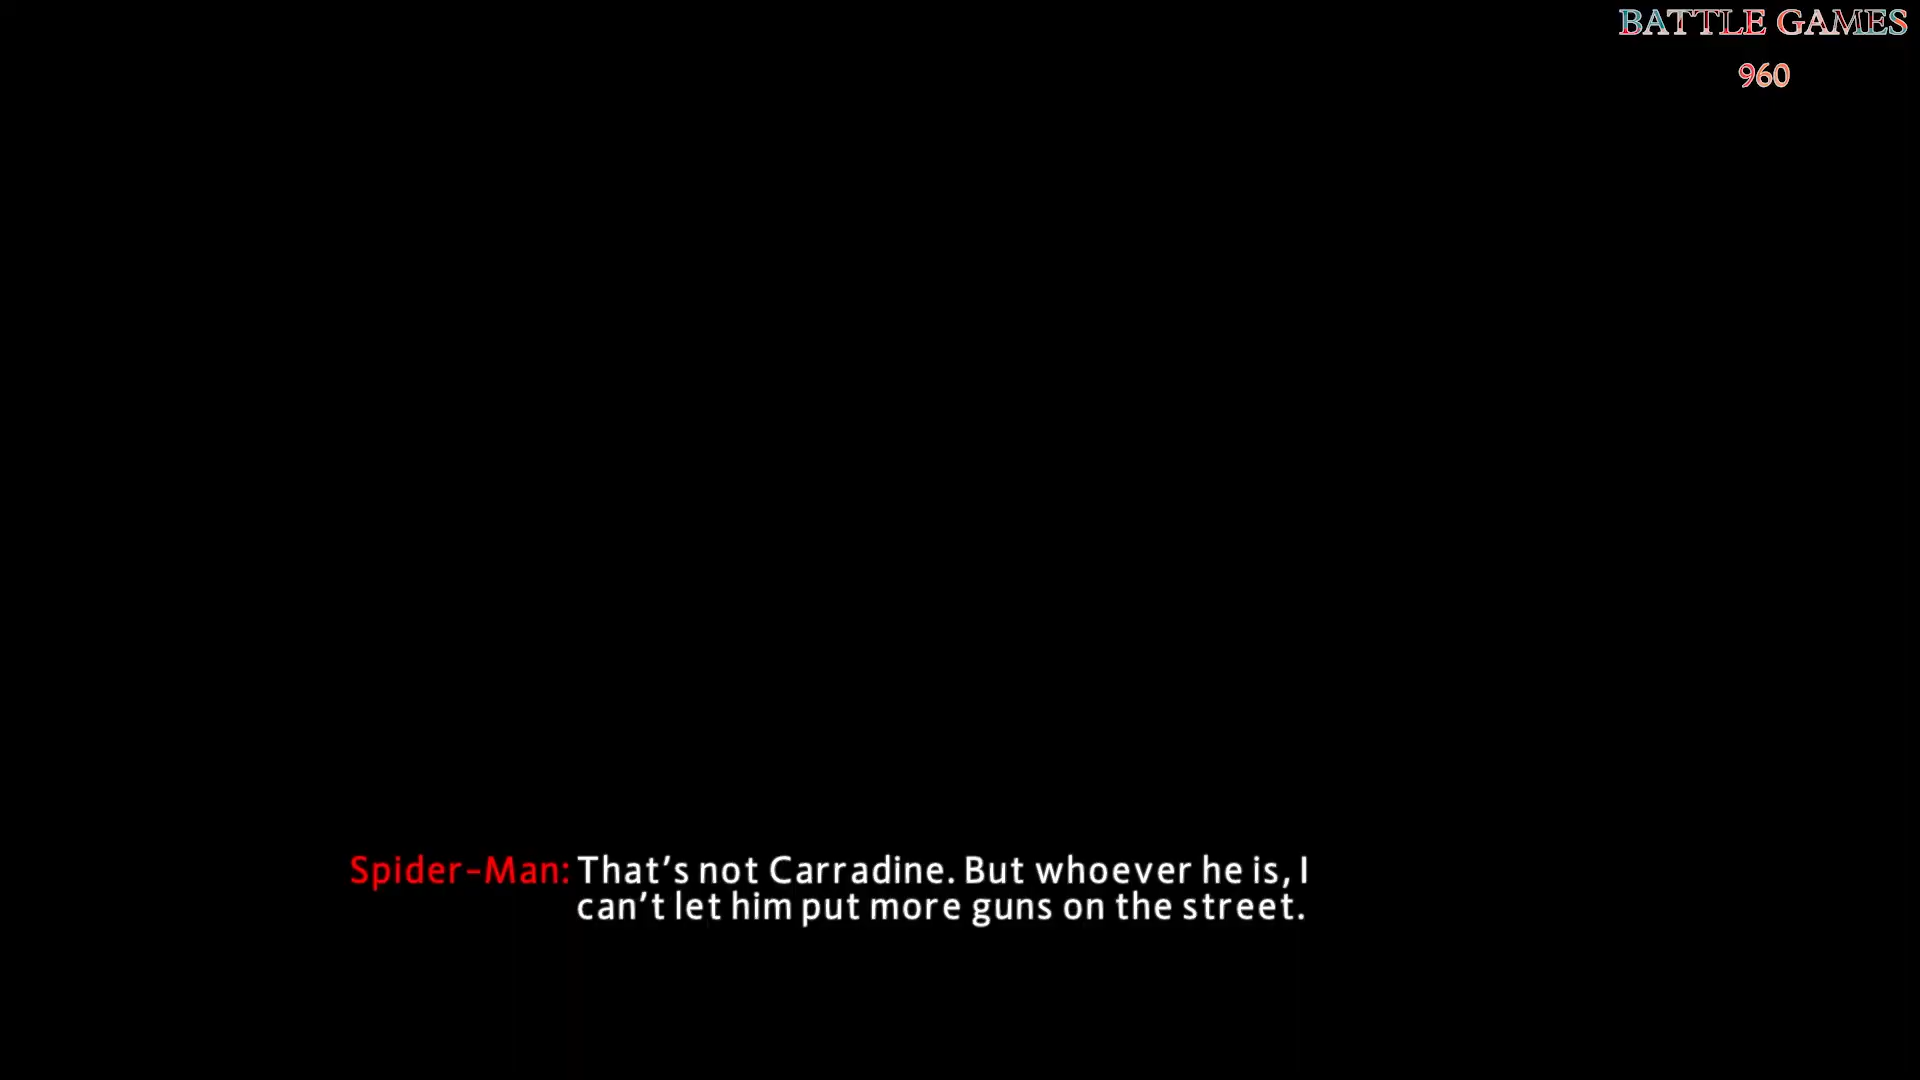 BATTLE GAMES
960
Spider-Man: That's not Carradine. But whoever he is, I
can't let him put more guns on the street.